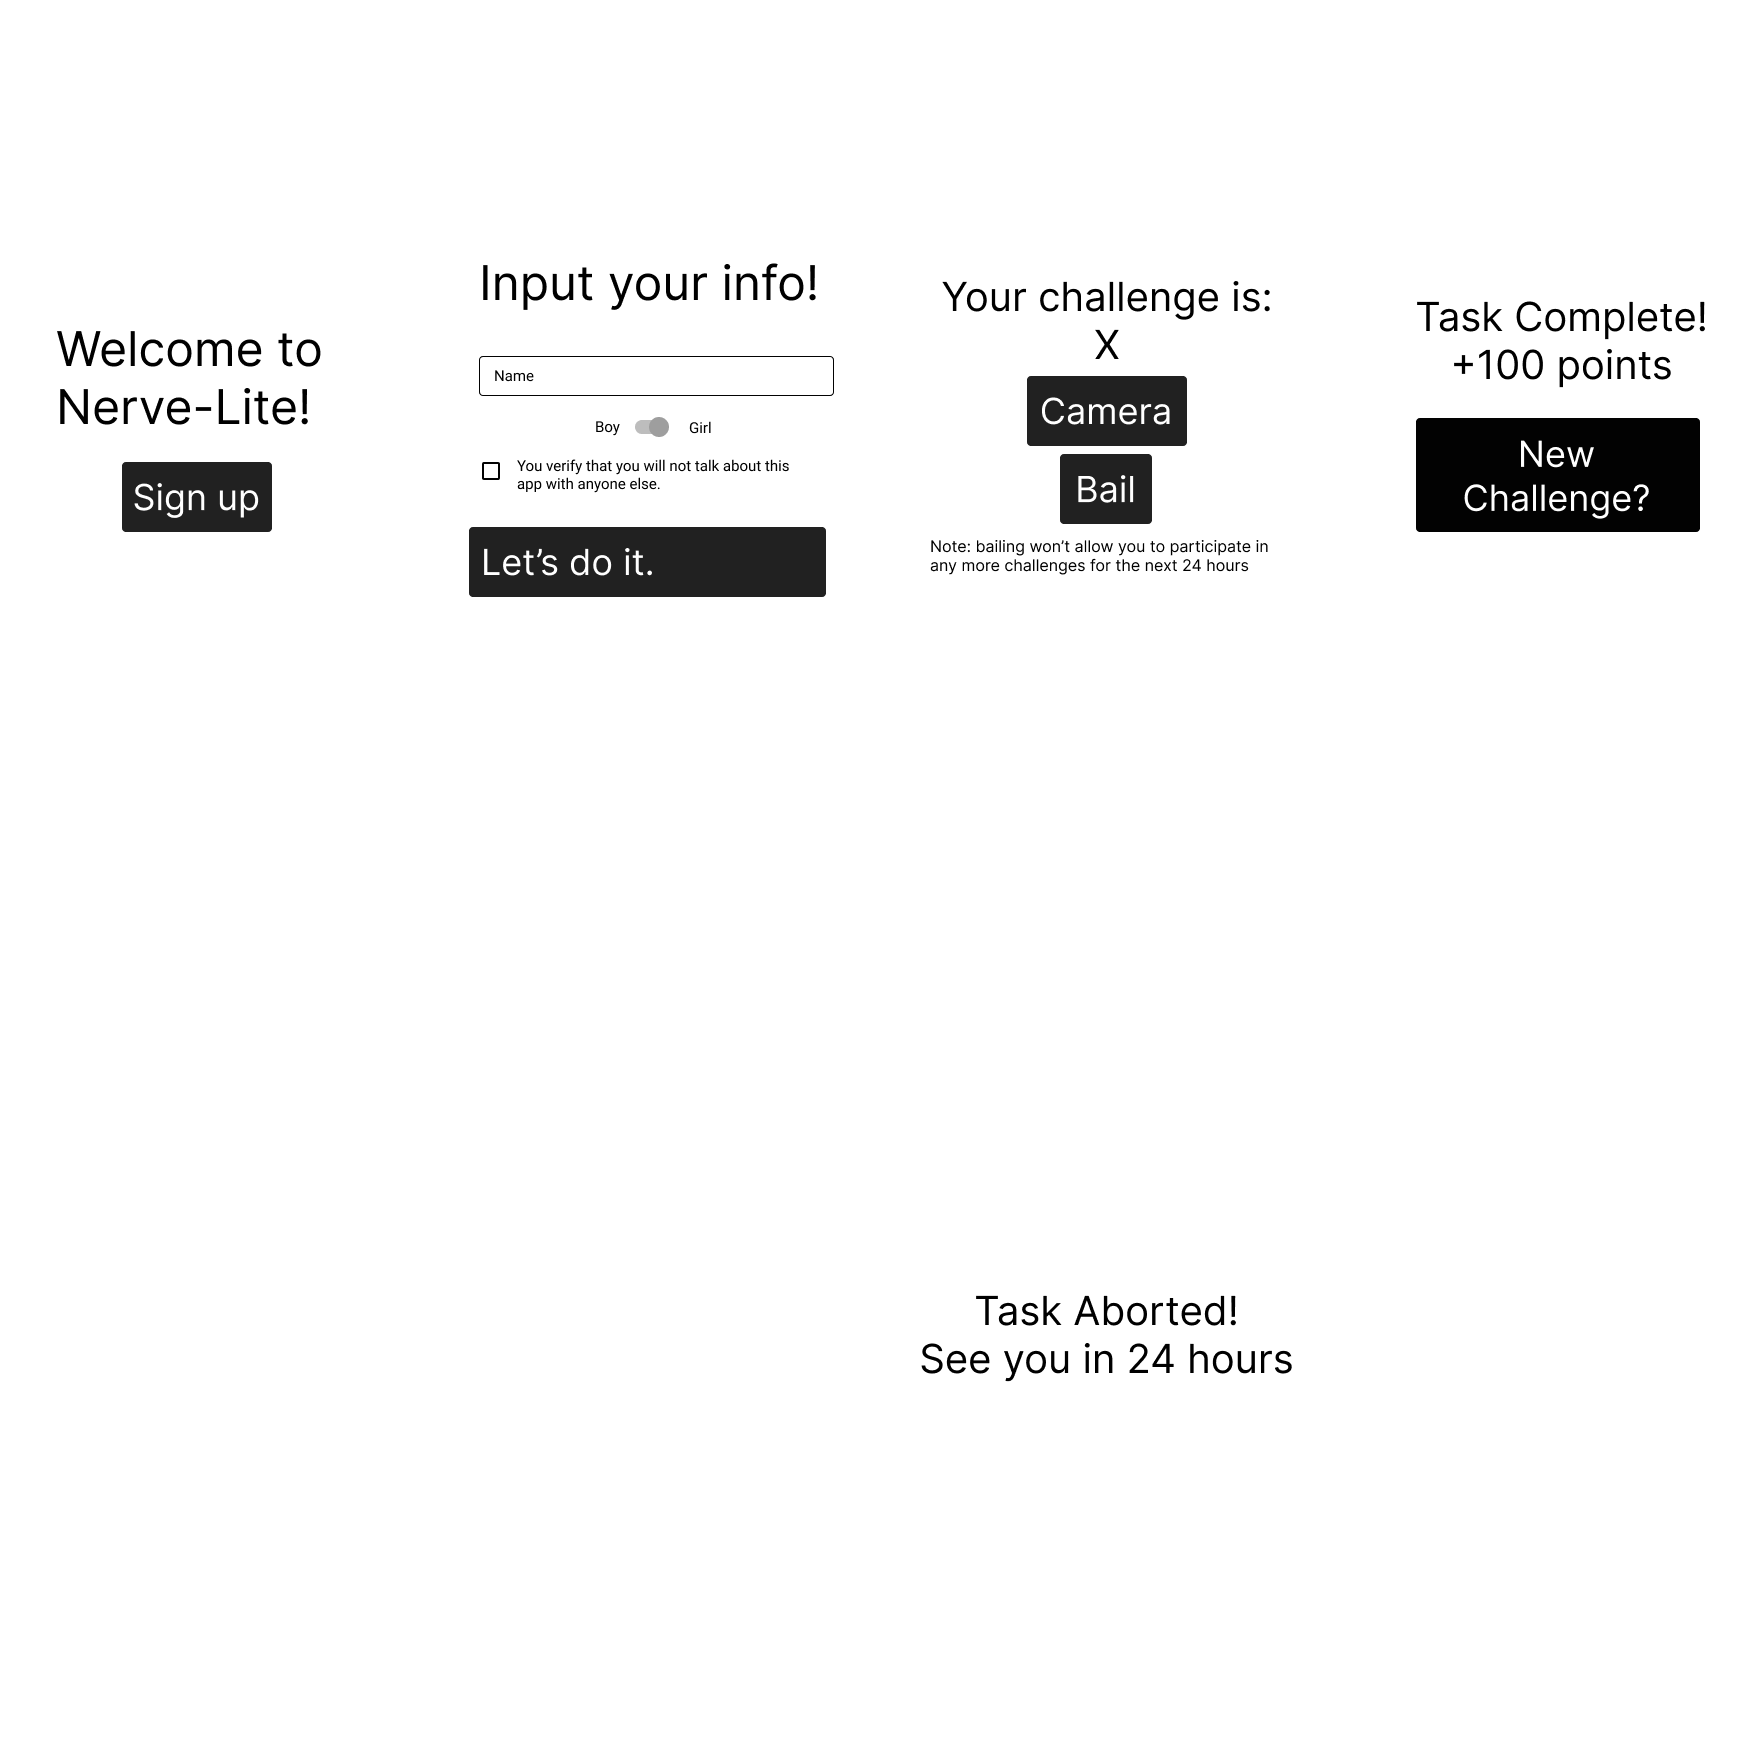 Welcome to
Nerve-Lite!
Sign up
Input your info!
Name
Boy
Girl
You verify that you will not talk about this
app with anyone else.
Let’s do it.
Your challenge is:
X
Camera
Bail
Note: bailing won’t allow you to participate in
any more challenges for the next 24 hours
Task Complete!
+100 points
New
Challenge?
Task Aborted!
See you in 24 hours